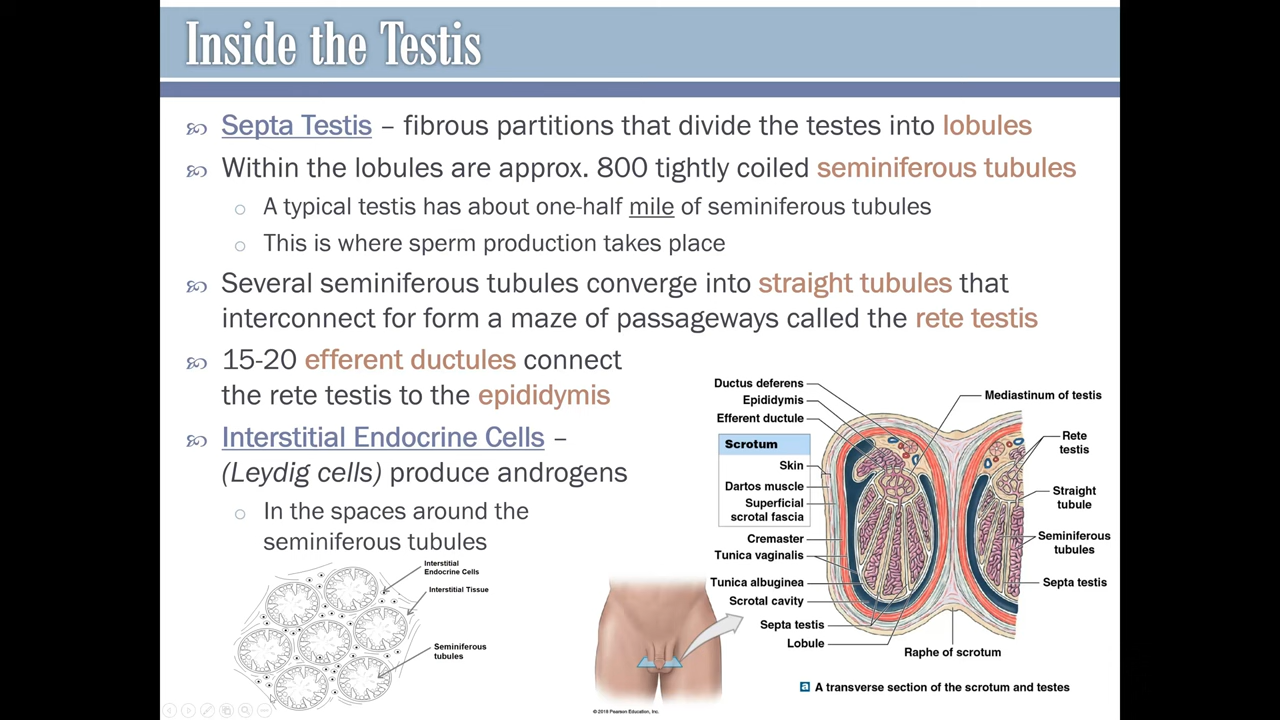 Inside the Testis
Septa Testis – fibrous partitions that divide the testes into lobules
Within the lobules are approx. 800 tightly coiled seminiferous tubules
A typical testis has about one-half mile of seminiferous tubules
This is where sperm production takes place
Several seminiferous tubules converge into straight tubules that
interconnect for form a maze of passageways called the rete testis
15-20 efferent ductules connect
the rete testis to the epididymis
Interstitial Endocrine Cells –
(Leydig cells) produce androgens
In the spaces around the
seminiferous tubules
Interstitial
Endocrine Cells
Interstitial Tissue
Seminiferous
tubules
Ductus deferens
Epididymis
Efferent ductule
Scrotum
Skin
Dartos muscle
Superficial
scrotal fascia
Cremaster
Tunica vaginalis
Tunica albuginea
Scrotal cavity
Septa testis
Lobule
Mediastinum of testis
Rete
testis
Straight
tubule
Seminiferous
tubules
Septa testis
Raphe of scrotum
a A transverse section of the scrotum and testes
© 2018 Pearson Education, Inc.